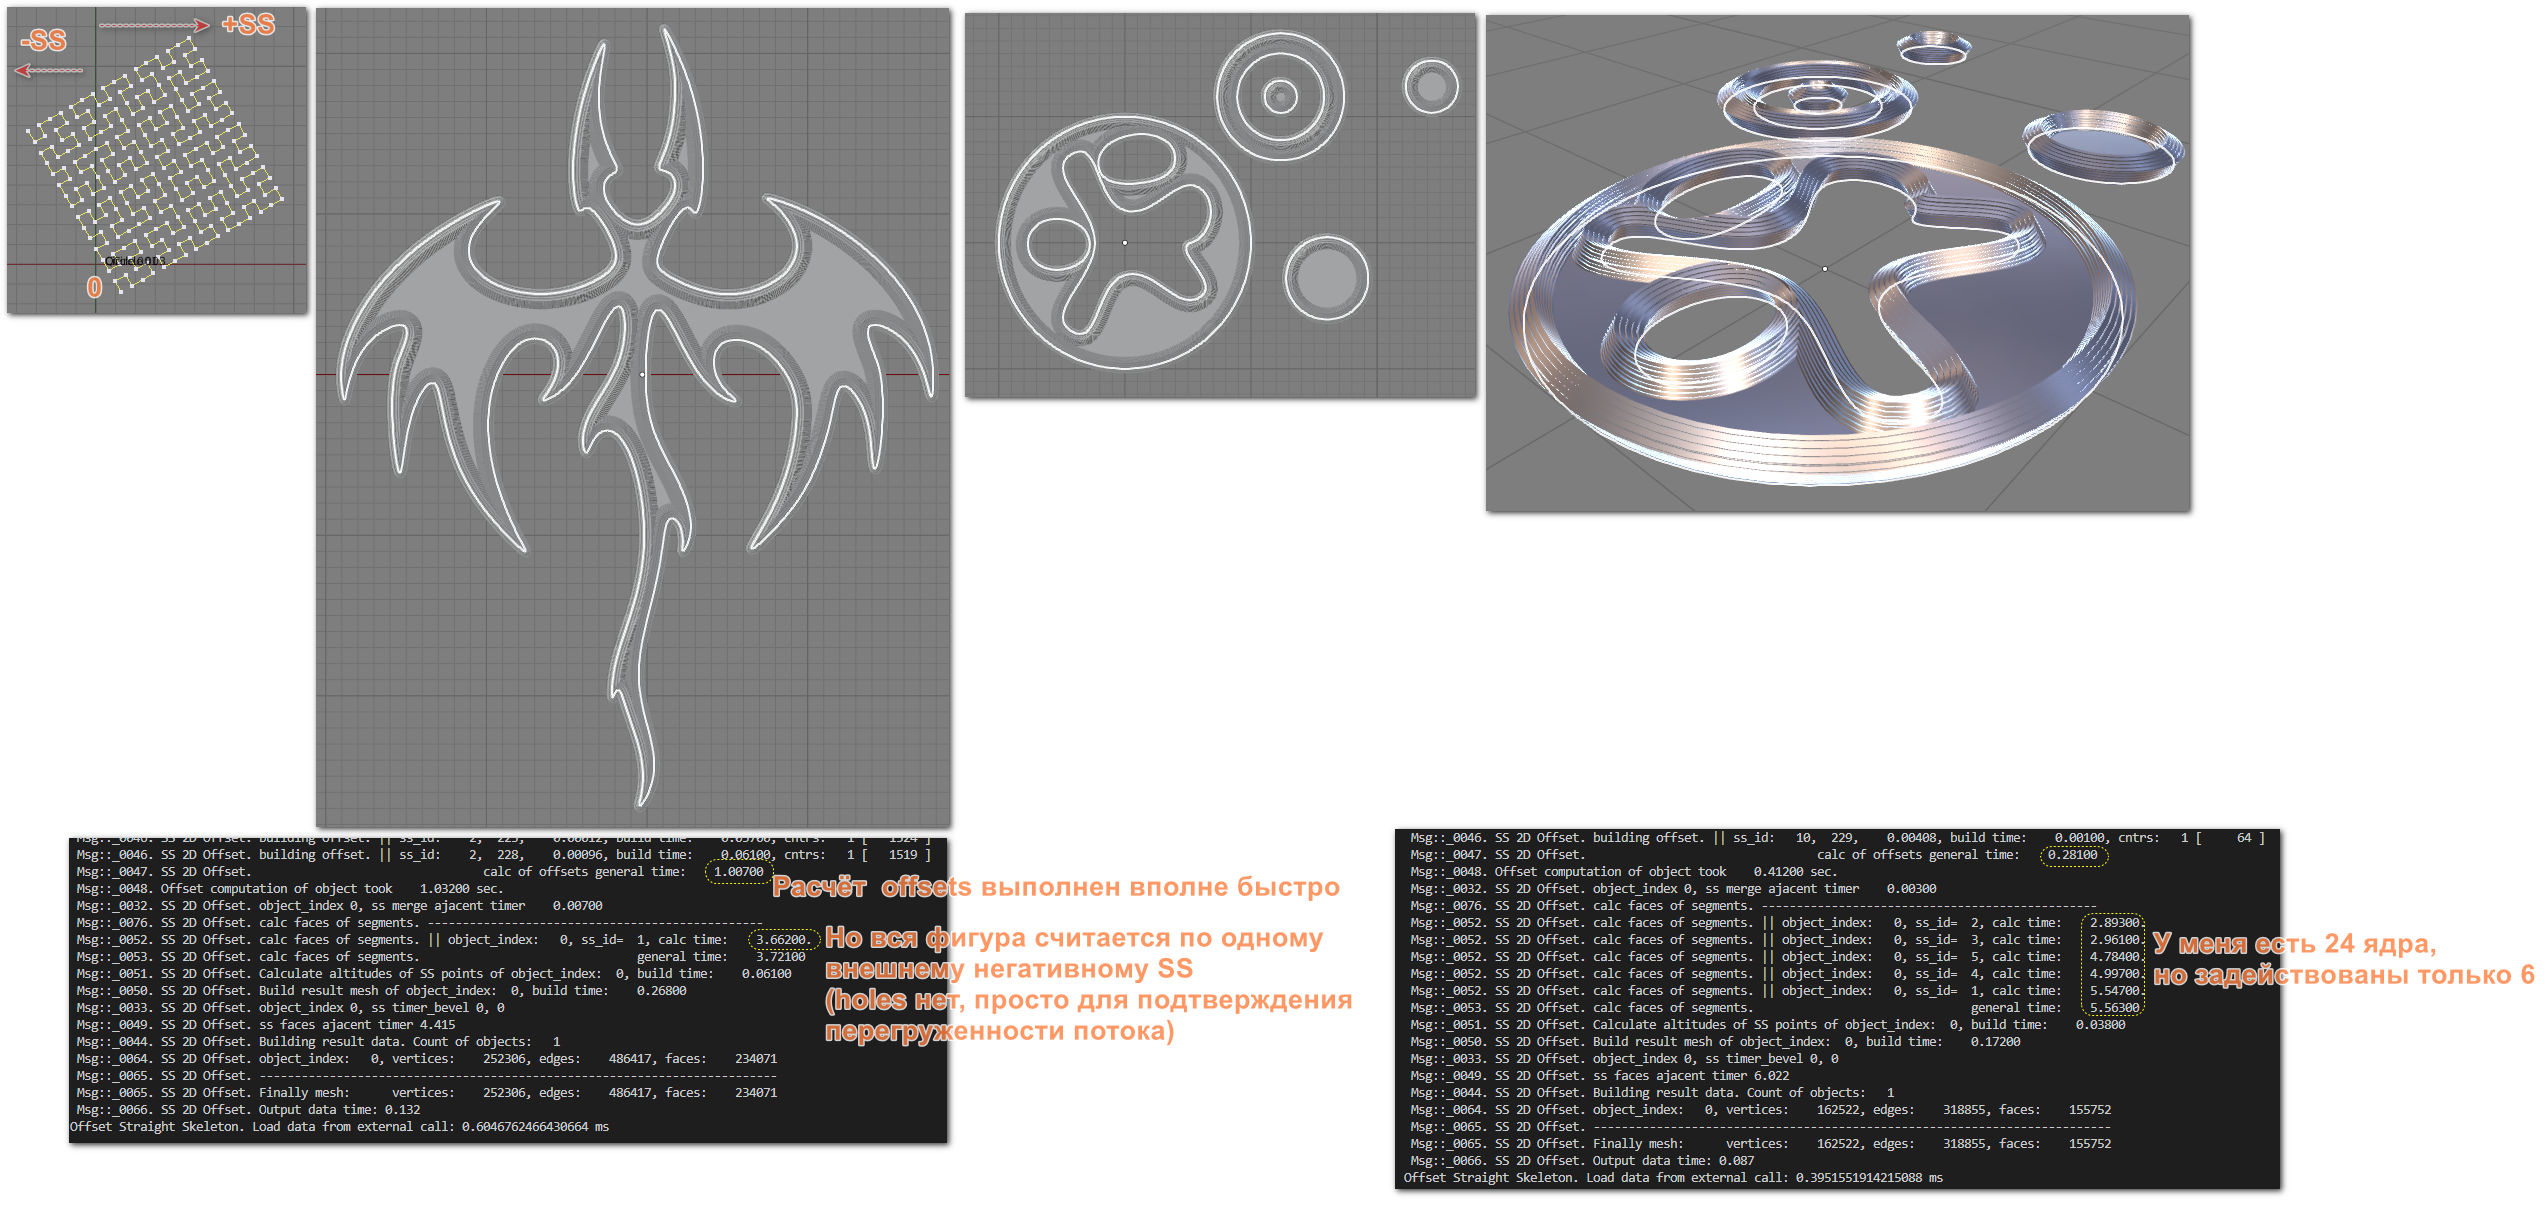 -SS
+SS
0
Msg::_0046. SS 2D Offset. building offset. || ss_id:    2,  228,    0.00096, build time:    0.06100, cntrs:   1 [   1519 ]
Msg::_0047. SS 2D Offset.                                 calc of offsets general time:    1.00700
Msg::_0048. Offset computation of object took    1.03200 sec.
Msg::_0032. SS 2D Offset. object_index 0, ss merge ajacent timer    0.00700
Msg::_0076. SS 2D Offset. calc faces of segments. -----------------------------------------------
Msg::_0052. SS 2D Offset. calc faces of segments. || object_index:   0, ss_id=  1, calc time:    3.66200.
Msg::_0053. SS 2D Offset. calc faces of segments.                               general time:    3.72100
Msg::_0051. SS 2D Offset. Calculate altitudes of SS points of object_index:  0, build time:    0.06100
Msg::_0050. SS 2D Offset. Build result mesh of object_index:  0, build time:    0.26800
Msg::_0033. SS 2D Offset. object_index 0, ss timer_bevel 0, 0
Msg::_0049. SS 2D Offset. ss faces ajacent timer 4.415
Msg::_0044. SS 2D Offset. Building result data. Count of objects:   1
Msg::_0064. SS 2D Offset. object_index:   0, vertices:    252306, edges:    486417, faces:    234071
Msg::_0065. SS 2D Offset. --------------------------------------------------------------------------
Msg::_0065. SS 2D Offset. Finally mesh:      vertices:    252306, edges:    486417, faces:    234071
Msg::_0066. SS 2D Offset. Output data time: 0.132
Offset Straight Skeleton. Load data from external call: 0.6046762466430664 ms
Расчёт offsets выполнен вполне быстро
Но вся фигура считается по одному
внешнему негативному SS
(holes нет, просто для подтверждения
перегруженности потока)
Msg::_0046. SS 2D Offset. building offset. || ss_id:   10,  229,    0.00408, build time:    0.00100, cntrs:   1 [     64 ]
Msg::_0047. SS 2D Offset.                                 calc of offsets general time:    0.28100
Msg::_0048. Offset computation of object took    0.41200 sec.
Msg::_0032. SS 2D Offset. object_index 0, ss merge ajacent timer    0.00300
Msg::_0076. SS 2D Offset. calc faces of segments. -----------------------------------------------
Msg::_0052. SS 2D Offset. calc faces of segments. || object_index:   0, ss_id=  2, calc time:    2.89300.
Msg::_0052. SS 2D Offset. calc faces of segments. || object_index:   0, ss_id=  3, calc time:    2.96100.
Msg::_0052. SS 2D Offset. calc faces of segments. || object_index:   0, ss_id=  5, calc time:    4.78400.
Msg::_0052. SS 2D Offset. calc faces of segments. || object_index:   0, ss_id=  4, calc time:    4.99700.
Msg::_0052. SS 2D Offset. calc faces of segments. || object_index:   0, ss_id=  1, calc time:    5.54700.
Msg::_0053. SS 2D Offset. calc faces of segments.                               general time:    5.56300
Msg::_0051. SS 2D Offset. Calculate altitudes of SS points of object_index:  0, build time:    0.03800
Msg::_0050. SS 2D Offset. Build result mesh of object_index:  0, build time:    0.17200
Msg::_0033. SS 2D Offset. object_index 0, ss timer_bevel 0, 0
Msg::_0049. SS 2D Offset. ss faces ajacent timer 6.022
Msg::_0044. SS 2D Offset. Building result data. Count of objects:   1
Msg::_0064. SS 2D Offset. object_index:   0, vertices:    162522, edges:    318855, faces:    155752
Msg::_0065. SS 2D Offset. --------------------------------------------------------------------------
Msg::_0065. SS 2D Offset. Finally mesh:      vertices:    162522, edges:    318855, faces:    155752
Msg::_0066. SS 2D Offset. Output data time: 0.087
Offset Straight Skeleton. Load data from external call: 0.3951551914215088 ms
У меня есть 24 ядра,
но задействованы только 6